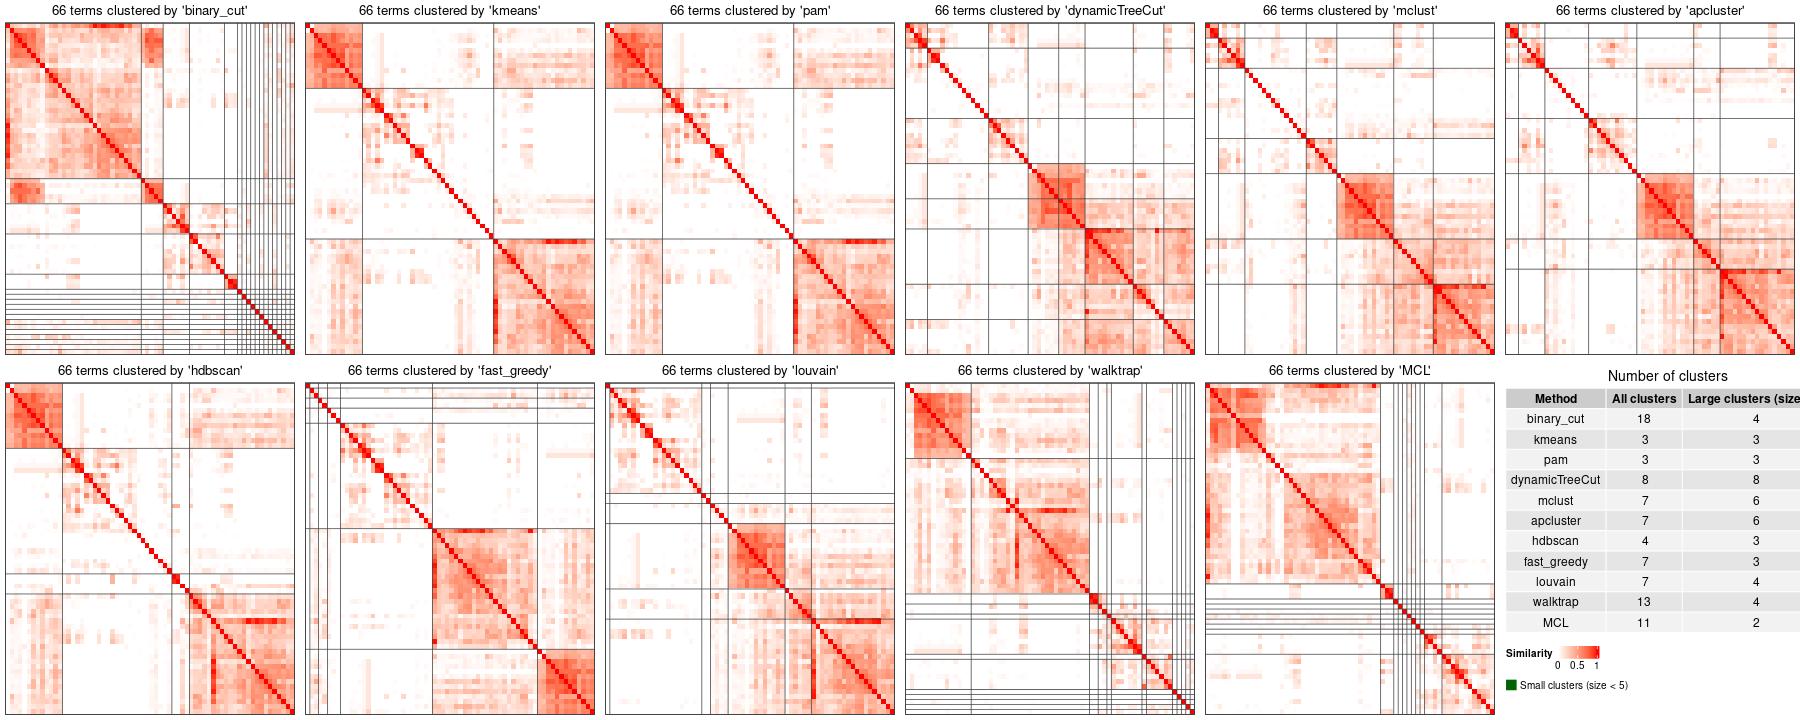 66 terms clustered by 'binary_cut'
66 terms clustered by 'kmeans'
66 terms clustered by 'pam'
66 terms clustered by 'dynamicTreeCut'
66 terms clustered by 'mclust'
66 terms clustered by 'apcluster'
66 terms clustered by 'hdbscan'
66 terms clustered by 'fast_greedy'
66 terms clustered by 'louvain'
66 terms clustered by 'walktrap'
66 terms clustered by 'MCL'
Number of clusters
Method All clusters Large clusters (size
binary_cut 18 4
kmeans 3 3
pam 3 3
dynamicTreeCut 8 8
mclust 7 6
apcluster 7 6
hdbscan 4 3
fast_greedy 7 3
louvain 7 4
walktrap 13 4
MCL 11 2
Similarity
0 0.5 1
Small clusters (size < 5)